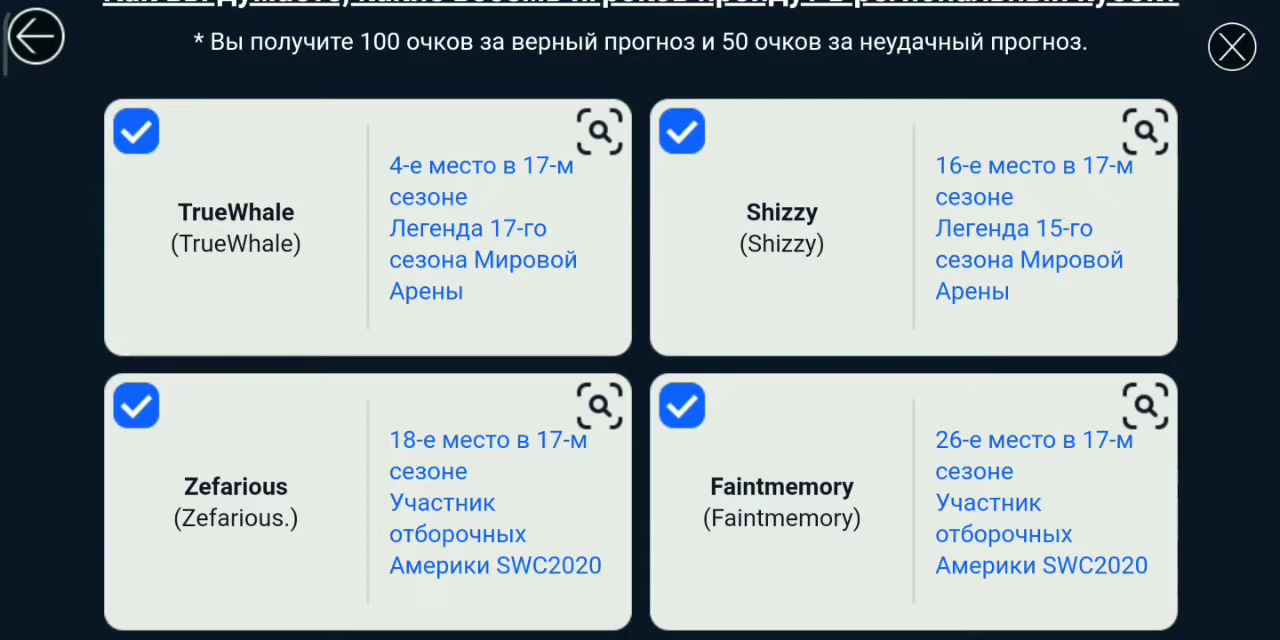 * Вы получите 100 очков за верный прогноз и 50 очков за неудачный прогноз.
TrueWhale
(TrueWhale)
4-е место в 17-м
сезоне
Легенда 17-го
сезона Мировой
Арены
Shizzy
(Shizzy)
16-е место в 17-м
сезоне
Легенда 15-го
сезона Мировой
Арены
Zefarious
(Zefarious.)
18-е место в 17-м
сезоне
Участник
отборочных
Америки SWC2020
Faintmemory
(Faintmemory)
26-е место в 17-м
сезоне
Участник
отборочных
Америки SWC2020